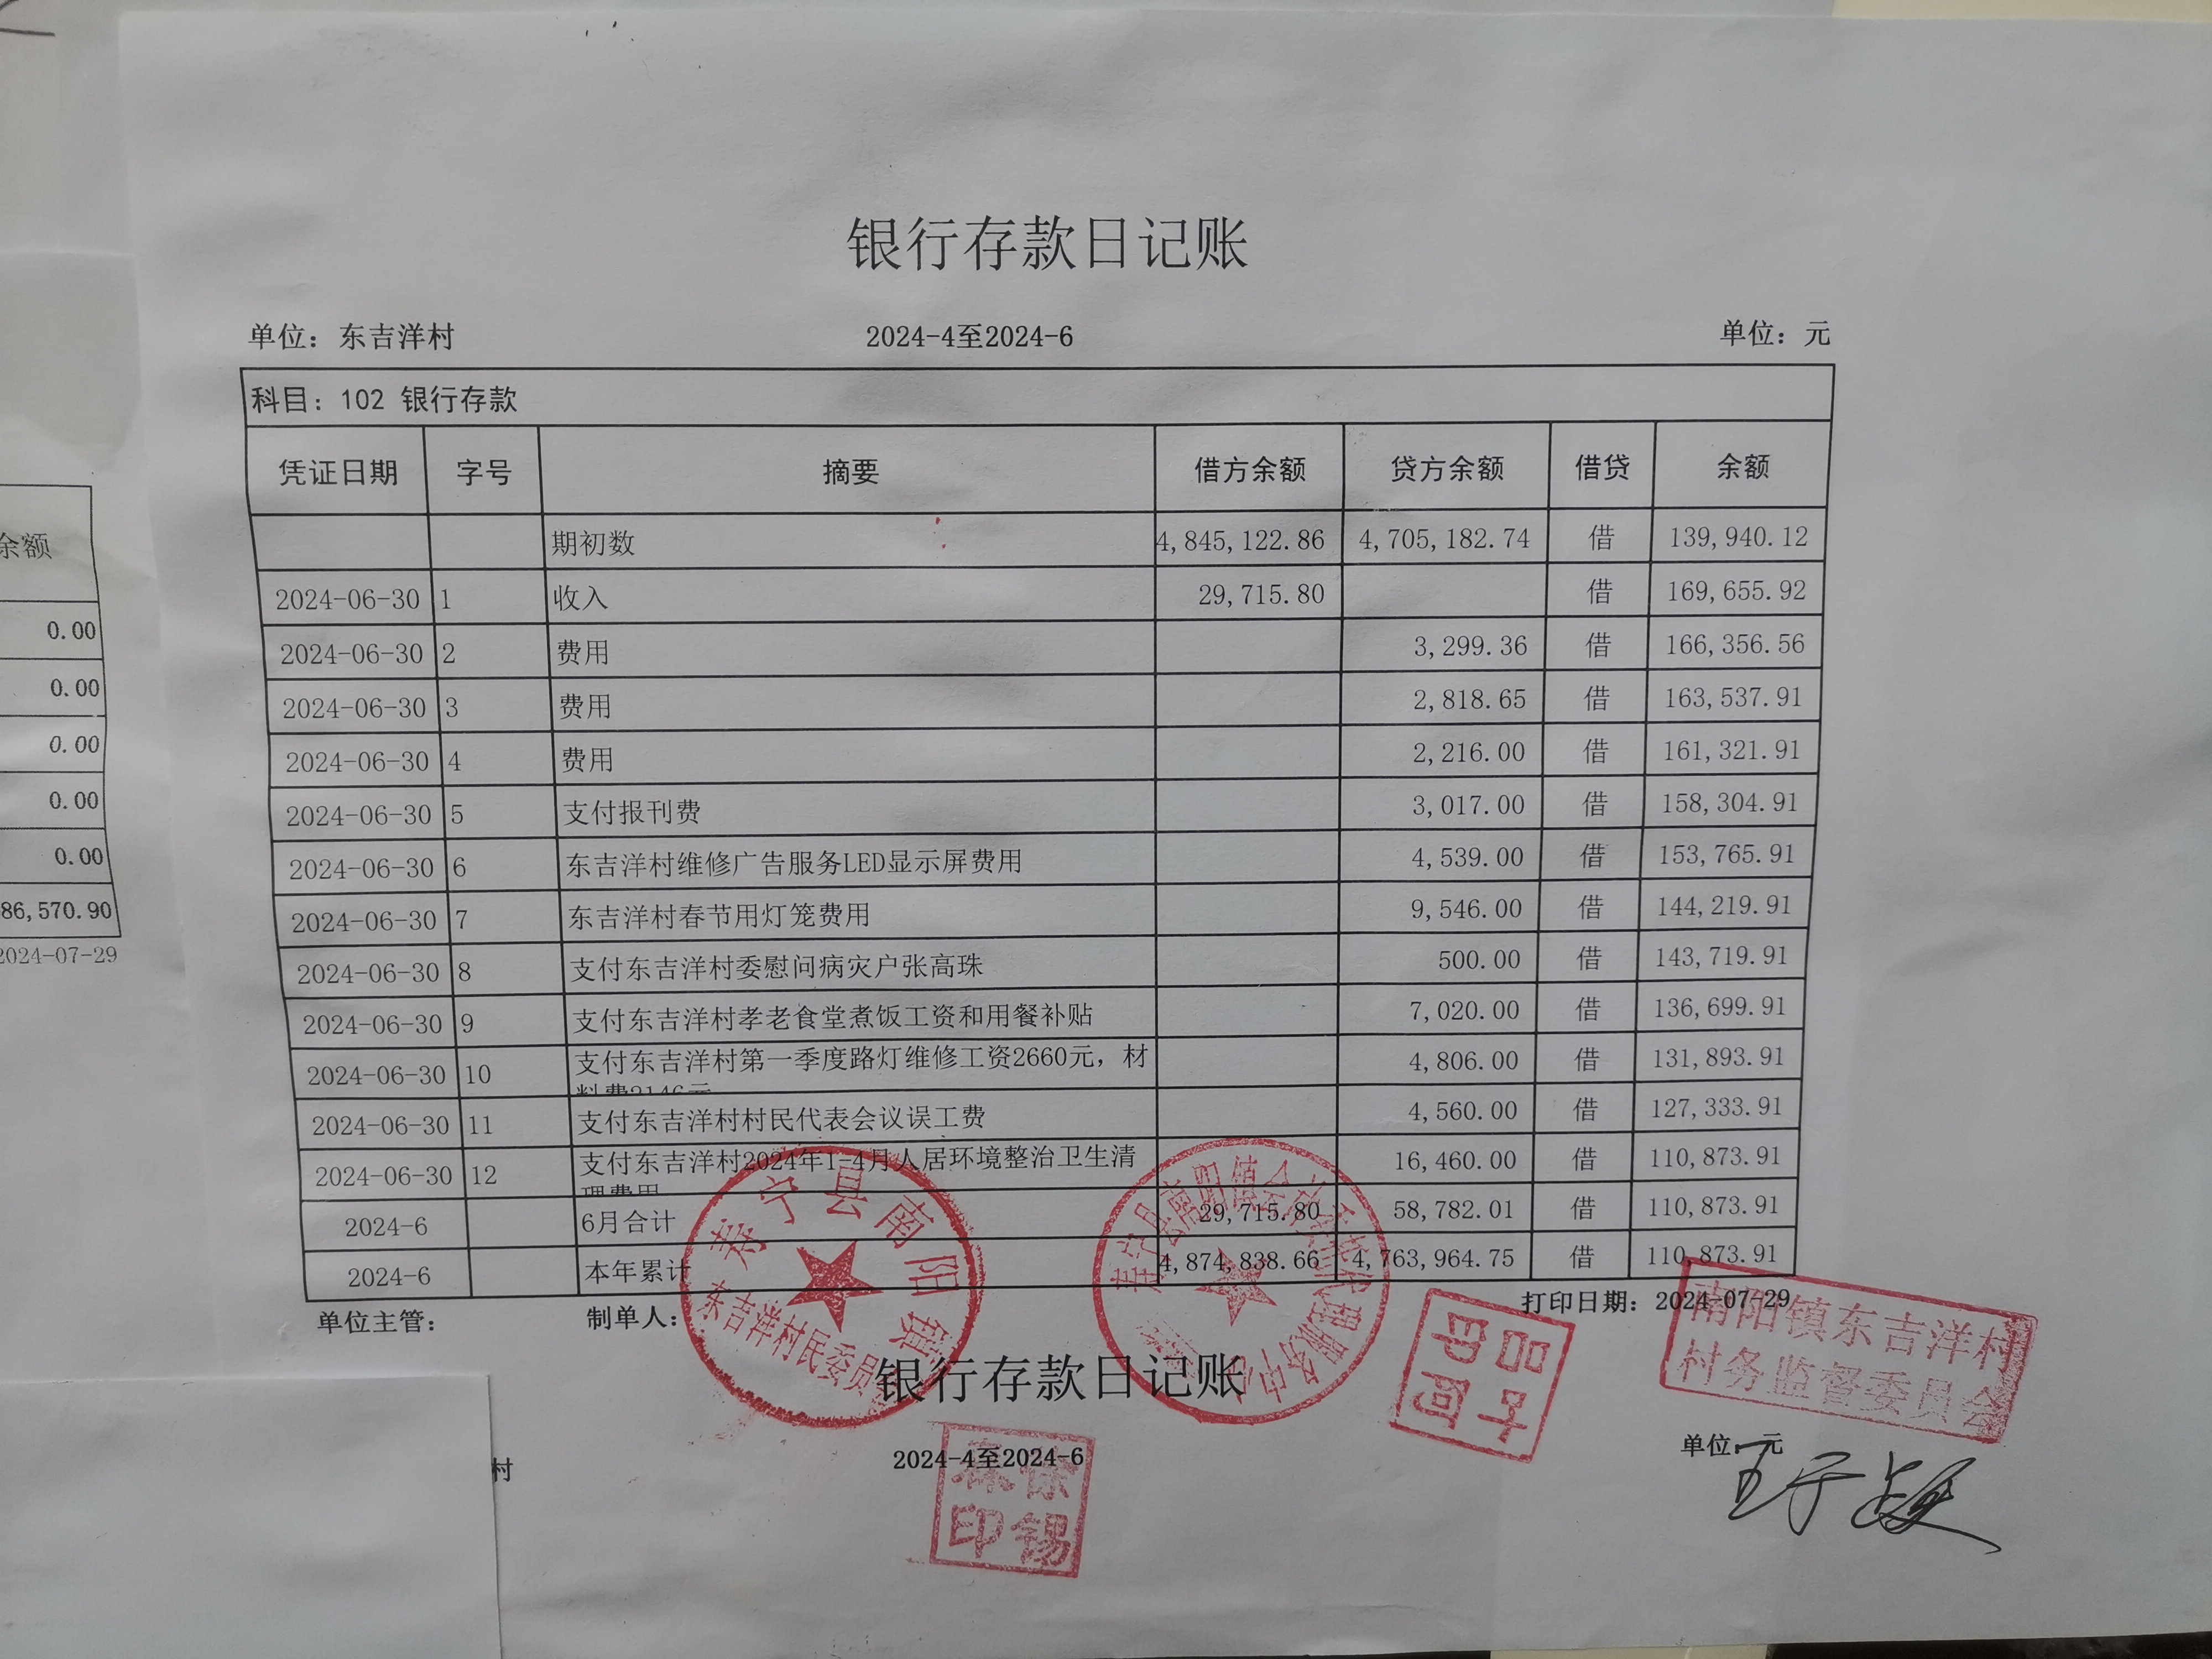 银行存款日记账
单位：东吉洋村 2024-4至2024-6 单位：元
科目：102 银行存款
凭证日期 字号 摘要 借方余额 贷方余额 借贷 余额
期初数 4,845,122.86 4,705,182.74 借 139,940.12
2024-06-30 1 收入 29,715.80 借 169,655.92
2024-06-30 2 费用 3,299.36 借 166,356.56
2024-06-30 3 费用 2,818.65 借 163,537.91
2024-06-30 4 费用 2,216.00 借 161,321.91
2024-06-30 5 支付报刊费 3,017.00 借 158,304.91
2024-06-30 6 东吉洋村维修广告服务LED显示屏费用 4,539.00 借 153,765.91
2024-06-30 7 东吉洋村春节用灯笼费用 9,546.00 借 144,219.91
2024-06-30 8 支付东吉洋村委慰问病灾户张高珠 500.00 借 143,719.91
2024-06-30 9 支付东吉洋村孝老食堂煮饭工资和用餐补贴 7,020.00 借 136,699.91
2024-06-30 10 支付东吉洋村第一季度路灯维修工资2660元，材 4,806.00 借 131,893.91
料费2146元
2024-06-30 11 支付东吉洋村村民代表会议误工费 4,560.00 借 127,333.91
2024-06-30 12 支付东吉洋村2024年1-4月人居环境整治卫生清 16,460.00 借 110,873.91
理费用
2024-6 6月合计 29,715.80 58,782.01 借 110,873.91
2024-6 本年累计 4,874,838.66 4,763,964.75 借 110,873.91
单位主管： 制单人： 打印日期：2024-07-29
寿宁县南阳镇
东吉洋村民委员
南阳镇东吉洋村
村务监督委员会
银行存款日记账
2024-4至2024-6
村
单位：元
印锡
余额
0.00
0.00
0.00
0.00
0.00
86,570.90
2024-07-29